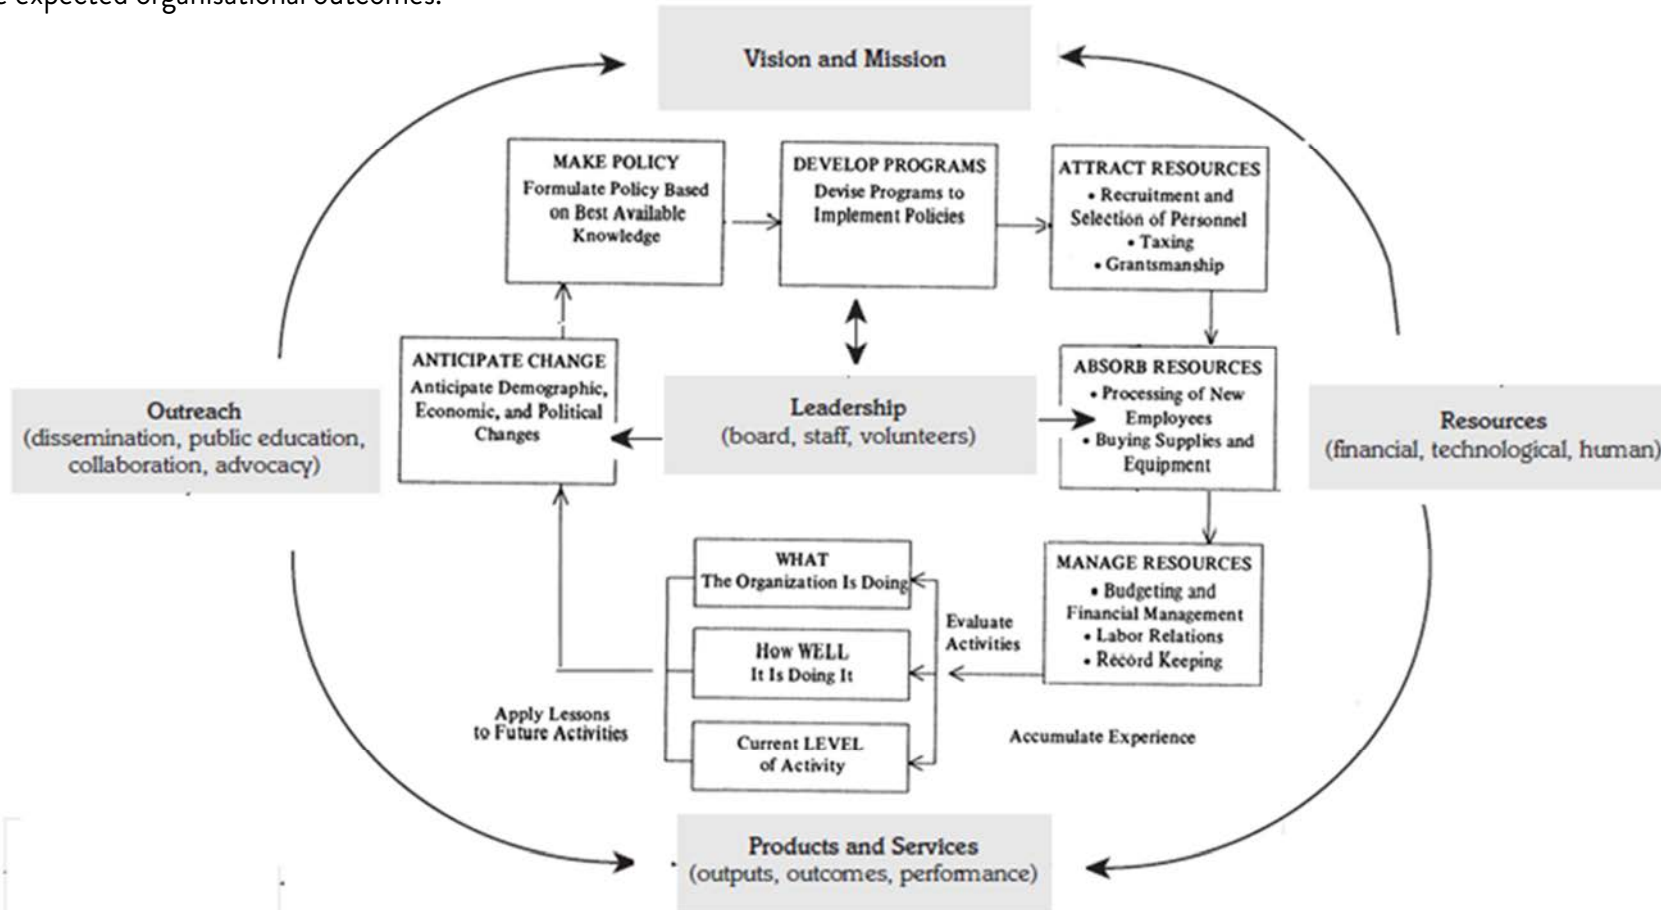 e expected organisational outcomes.
Vision and Mission
MAKE POLICY
Formulate Policy Based
on Best Available
Knowledge
DEVELOP PROGRAMS
Devise Programs to
Implement Policies
ATTRACT RESOURCES
• Recruitment and
Selection of Personnel
• Taxing
• Grantsmanship
ANTICIPATE CHANGE
Anticipate Demographic,
Economic, and Political
Changes
Leadership
(board, staff, volunteers)
ABSORB RESOURCES
• Processing of New
Employees
• Buying Supplies and
Equipment
Outreach
(dissemination, public education,
collaboration, advocacy)
Resources
(financial, technological, human)
WHAT
The Organization Is Doing
How WELL
It Is Doing It
Current LEVEL
of Activity
Evaluate
Activities
MANAGE RESOURCES
• Budgeting and
Financial Management
• Labor Relations
• Record Keeping
Apply Lessons
to Future Activities
Accumulate Experience
Products and Services
(outputs, outcomes, performance)